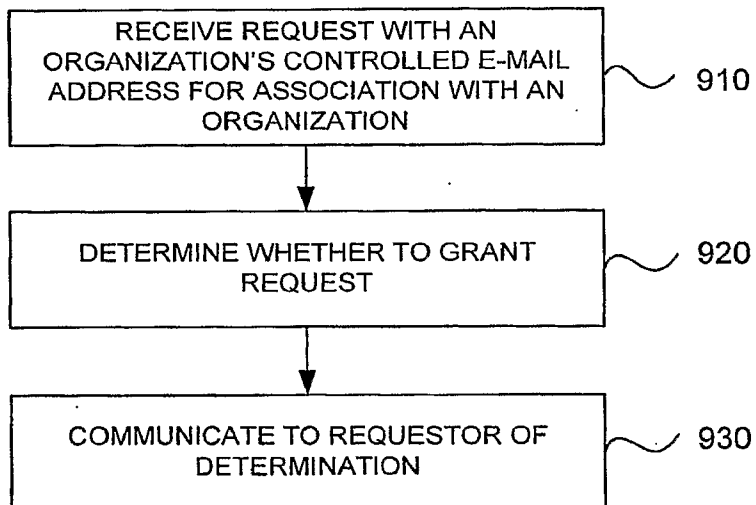 RECEIVE REQUEST WITH AN
ORGANIZATION'S CONTROLLED E-MAIL
ADDRESS FOR ASSOCIATION WITH AN
ORGANIZATION
910
DETERMINE WHETHER TO GRANT
REQUEST
920
COMMUNICATE TO REQUESTOR OF
DETERMINATION
930